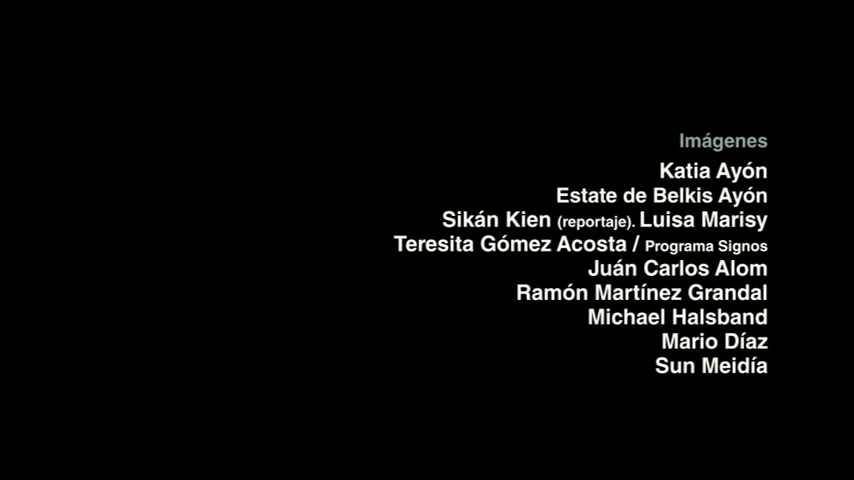 Imágenes
Katia Ayón
Estate de Belkis Ayón
Sikán Kien (reportaje). Luisa Marisy
Teresita Gómez Acosta / Programa Signos
Juán Carlos Alom
Ramón Martínez Grandal
Michael Halsband
Mario Díaz
Sun Meidía